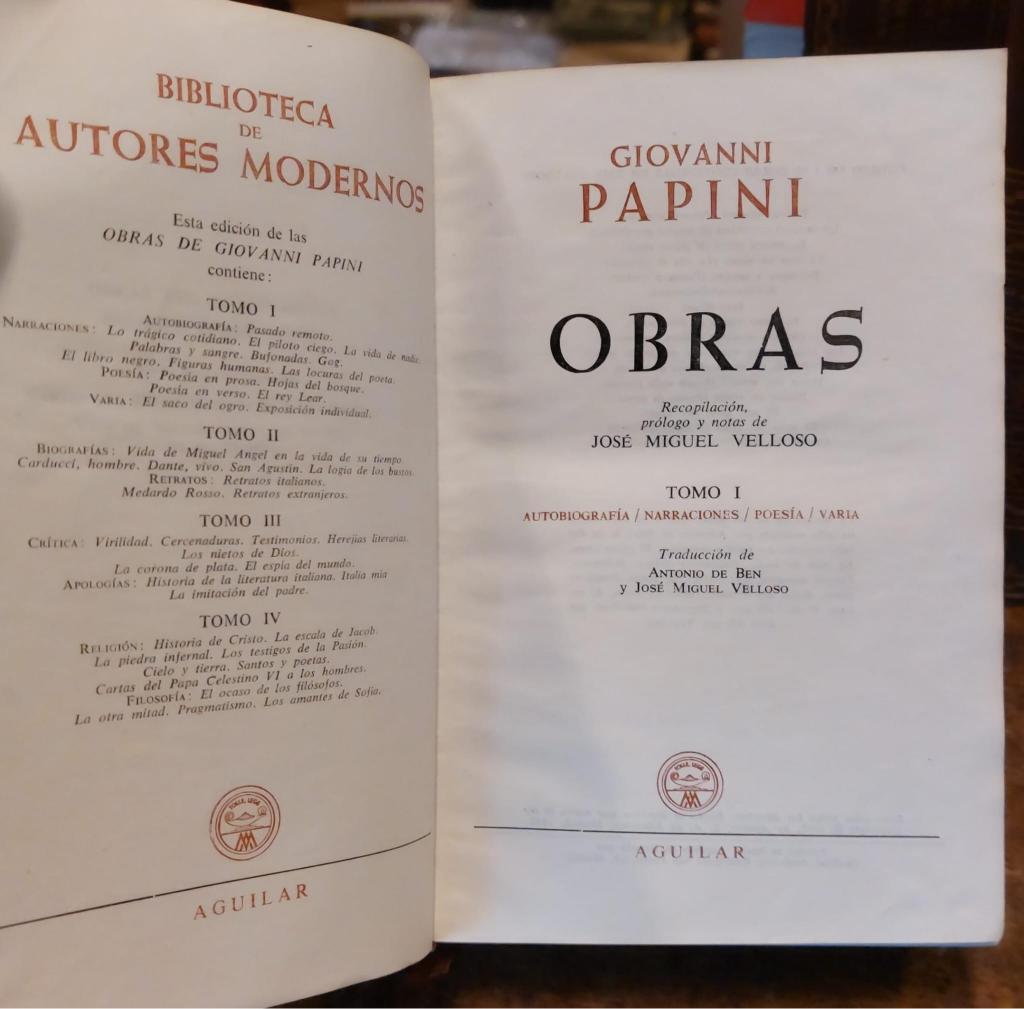 BIBLIOTECA
DE
AUTORES MODERNOS
Esta edición de las
OBRAS DE GIOVANNI PAPINI
contiene:
TOMO I
AUTOBIOGRAFÍA: Pasado remoto.
NARRACIONES: Lo trágico cotidiano. El piloto ciego. La vida de nadie.
Palabras y sangre. Bufonadas. Gog.
El libro negro. Figuras humanas. Las locuras del poeta.
POESÍA: Poesía en prosa. Hojas del bosque.
Poesía en verso. El rey Lear.
VARIA: El saco del ogro. Exposición individual.
TOMO II
BIOGRAFÍAS: Vida de Miguel Angel en la vida de su tiempo.
Carducci, hombre. Dante, vivo. San Agustín. La logia de los bustos.
RETRATOS: Retratos italianos.
Medardo Rosso. Retratos extranjeros.
TOMO III
CRÍTICA: Virilidad. Cercenaduras. Testimonios. Herejías literarias.
Los nietos de Dios.
La corona de plata. El espía del mundo.
APOLOGÍAS: Historia de la literatura italiana. Italia mia
La imitación del padre.
TOMO IV
RELIGIÓN: Historia de Cristo. La escala de Jacob.
La piedra infernal. Los testigos de la Pasión.
Cielo y tierra. Santos y poetas.
Cartas del Papa Celestino VI a los hombres.
FILOSOFÍA: El ocaso de los filósofos.
La otra mitad. Pragmatismo. Los amantes de Sofía.
TOLLE, LEGE
AGUILAR
GIOVANNI
PAPINI
OBRAS
Recopilación,
prólogo y notas de
JOSÉ MIGUEL VELLOSO
TOMO I
AUTOBIOGRAFÍA / NARRACIONES / POESÍA / VARIA
Traducción de
ANTONIO DE BEN
y JOSÉ MIGUEL VELLOSO
TOLLE, LEGE
AGUILAR